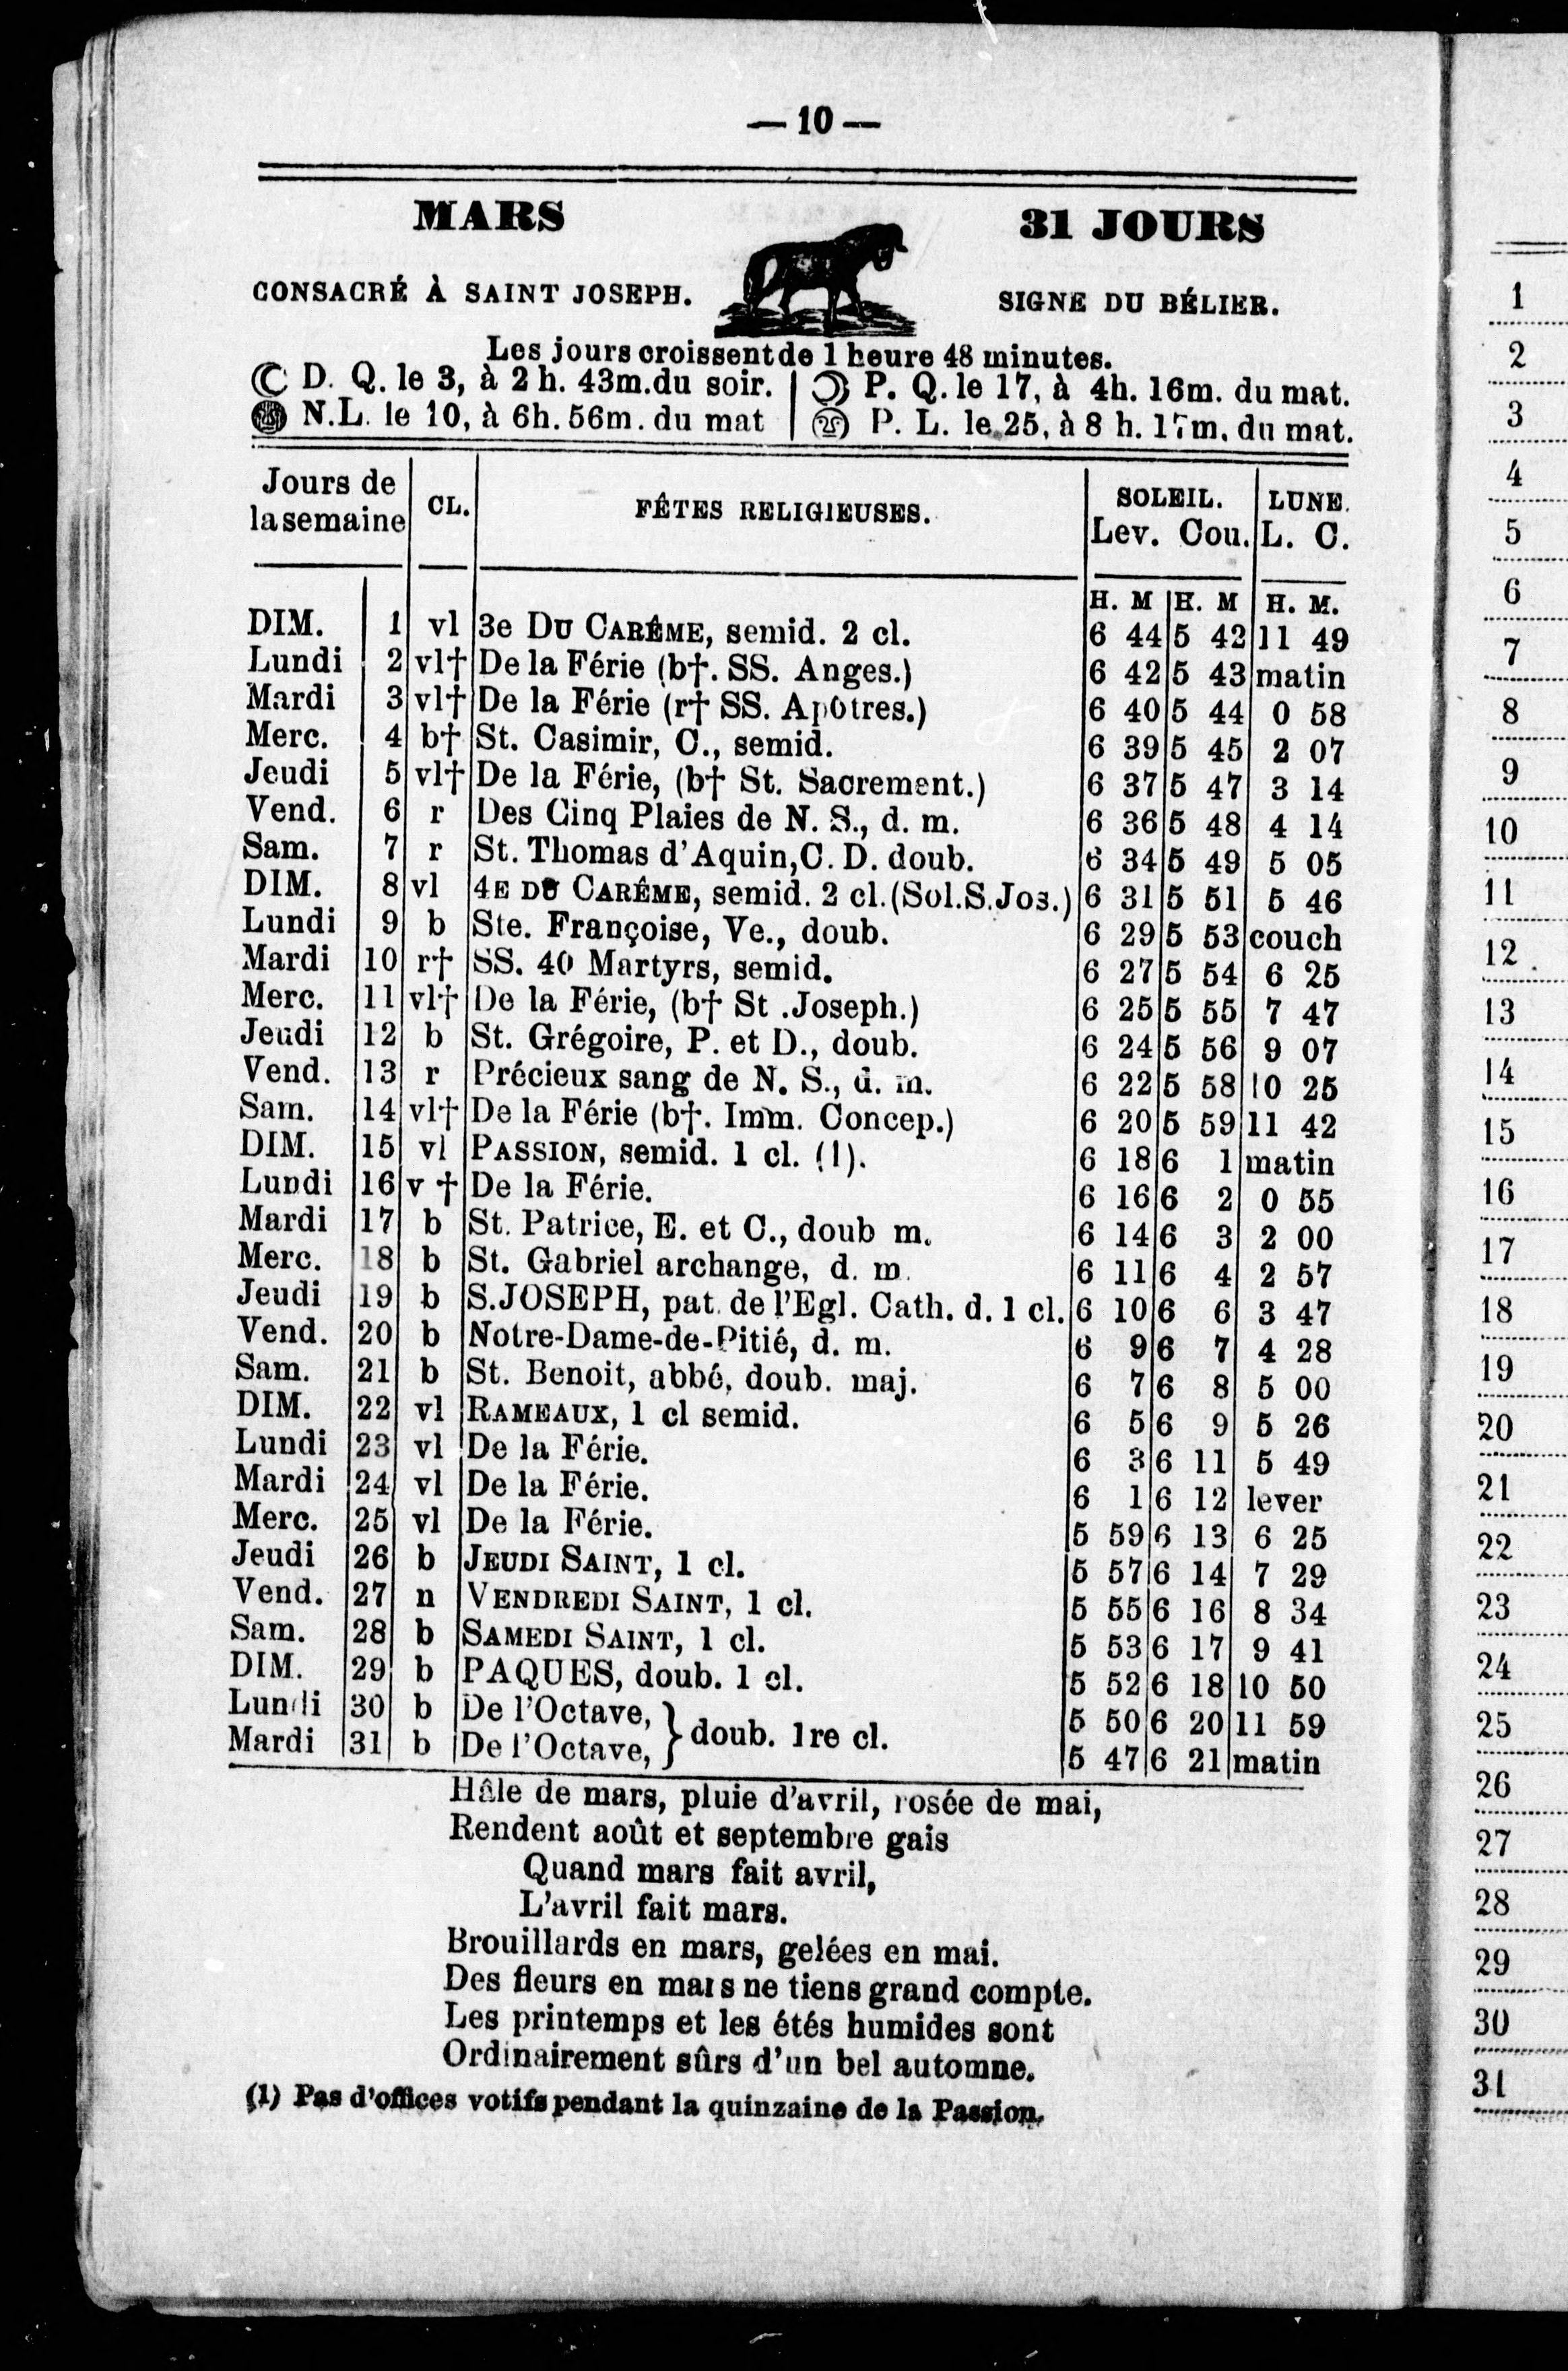 — 10 —
MARS
31 JOURS
CONSACRÉ À SAINT JOSEPH.
SIGNE DU BÉLIER.
Les jours croissent de 1 heure 48 minutes.
D. Q. le 3, à 2 h. 43m. du soir. | P. Q. le 17, à 4h. 16m. du mat.
N.L. le 10, à 6h. 56m. du mat | P. L. le 25, à 8 h. 17m. du mat.
Jours de la semaine | CL. | FÊTES RELIGIEUSES. | SOLEIL. Lev. Cou. | LUNE. L. C.
H. M | H. M | H. M.
DIM. 1 vl 3e DU CARÊME, semid. 2 cl. 6 44 5 42 11 49
Lundi 2 vl† De la Férie (b†. SS. Anges.) 6 42 5 43 matin
Mardi 3 vl† De la Férie (r† SS. Apôtres.) 6 40 5 44 0 58
Merc. 4 b† St. Casimir, C., semid. 6 39 5 45 2 07
Jeudi 5 vl† De la Férie, (b† St. Sacrement.) 6 37 5 47 3 14
Vend. 6 r Des Cinq Plaies de N. S., d. m. 6 36 5 48 4 14
Sam. 7 r St. Thomas d'Aquin, C. D. doub. 6 34 5 49 5 05
DIM. 8 vl 4E DU CARÊME, semid. 2 cl. (Sol. S. Jos.) 6 31 5 51 5 46
Lundi 9 b Ste. Françoise, Ve., doub. 6 29 5 53 couch
Mardi 10 r† SS. 40 Martyrs, semid. 6 27 5 54 6 25
Merc. 11 vl† De la Férie, (b† St .Joseph.) 6 25 5 55 7 47
Jeudi 12 b St. Grégoire, P. et D., doub. 6 24 5 56 9 07
Vend. 13 r Précieux sang de N. S., d. m. 6 22 5 58 10 25
Sam. 14 vl† De la Férie (b†. Imm. Concep.) 6 20 5 59 11 42
DIM. 15 vl PASSION, semid. 1 cl. (1). 6 18 6 1 matin
Lundi 16 v † De la Férie. 6 16 6 2 0 55
Mardi 17 b St. Patrice, E. et C., doub m. 6 14 6 3 2 00
Merc. 18 b St. Gabriel archange, d. m. 6 11 6 4 2 57
Jeudi 19 b S. JOSEPH, pat. de l'Egl. Cath. d. 1 cl. 6 10 6 6 3 47
Vend. 20 b Notre-Dame-de-Pitié, d. m. 6 9 6 7 4 28
Sam. 21 b St. Benoit, abbé, doub. maj. 6 7 6 8 5 00
DIM. 22 vl RAMEAUX, 1 cl semid. 6 5 6 9 5 26
Lundi 23 vl De la Férie. 6 3 6 11 5 49
Mardi 24 vl De la Férie. 6 1 6 12 lever
Merc. 25 vl De la Férie. 5 59 6 13 6 25
Jeudi 26 b JEUDI SAINT, 1 cl. 5 57 6 14 7 29
Vend. 27 n VENDREDI SAINT, 1 cl. 5 55 6 16 8 34
Sam. 28 b SAMEDI SAINT, 1 cl. 5 53 6 17 9 41
DIM. 29 b PAQUES, doub. 1 cl. 5 52 6 18 10 50
Lundi 30 b De l'Octave, } doub. 1re cl. 5 50 6 20 11 59
Mardi 31 b De l'Octave, 5 47 6 21 matin
Hâle de mars, pluie d'avril, rosée de mai,
Rendent août et septembre gais
Quand mars fait avril,
L'avril fait mars.
Brouillards en mars, gelées en mai.
Des fleurs en mars ne tiens grand compte.
Les printemps et les étés humides sont
Ordinairement sûrs d'un bel automne.
(1) Pas d'offices votifs pendant la quinzaine de la Passion.
1
2
3
4
5
6
7
8
9
10
11
12
13
14
15
16
17
18
19
20
21
22
23
24
25
26
27
28
29
30
31